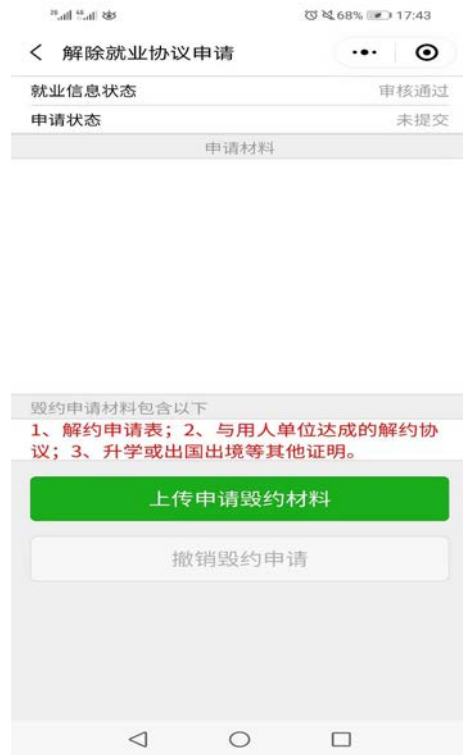 68% 17:43
解除就业协议申请
就业信息状态 审核通过
申请状态 未提交
申请材料
毁约申请材料包含以下
1、解约申请表；2、与用人单位达成的解约协
议；3、升学或出国出境等其他证明。
上传申请毁约材料
撤销毁约申请